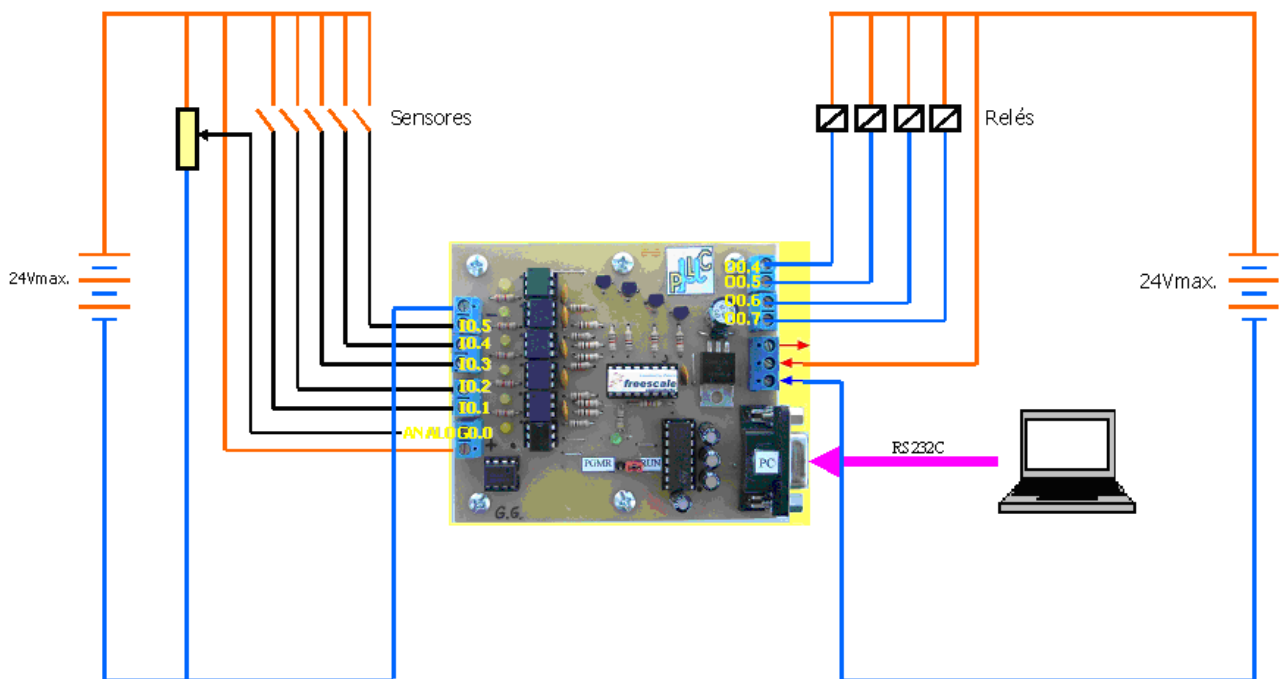 Sensores
Relés
24Vmax.
24Vmax.
PLC
O0.4
O0.5
O0.6
O0.7
I0.5
I0.4
I0.3
I0.2
I0.1
ANALOG0.0
+
freescale
PGMR
RUN
PC
RS232C
G.G.